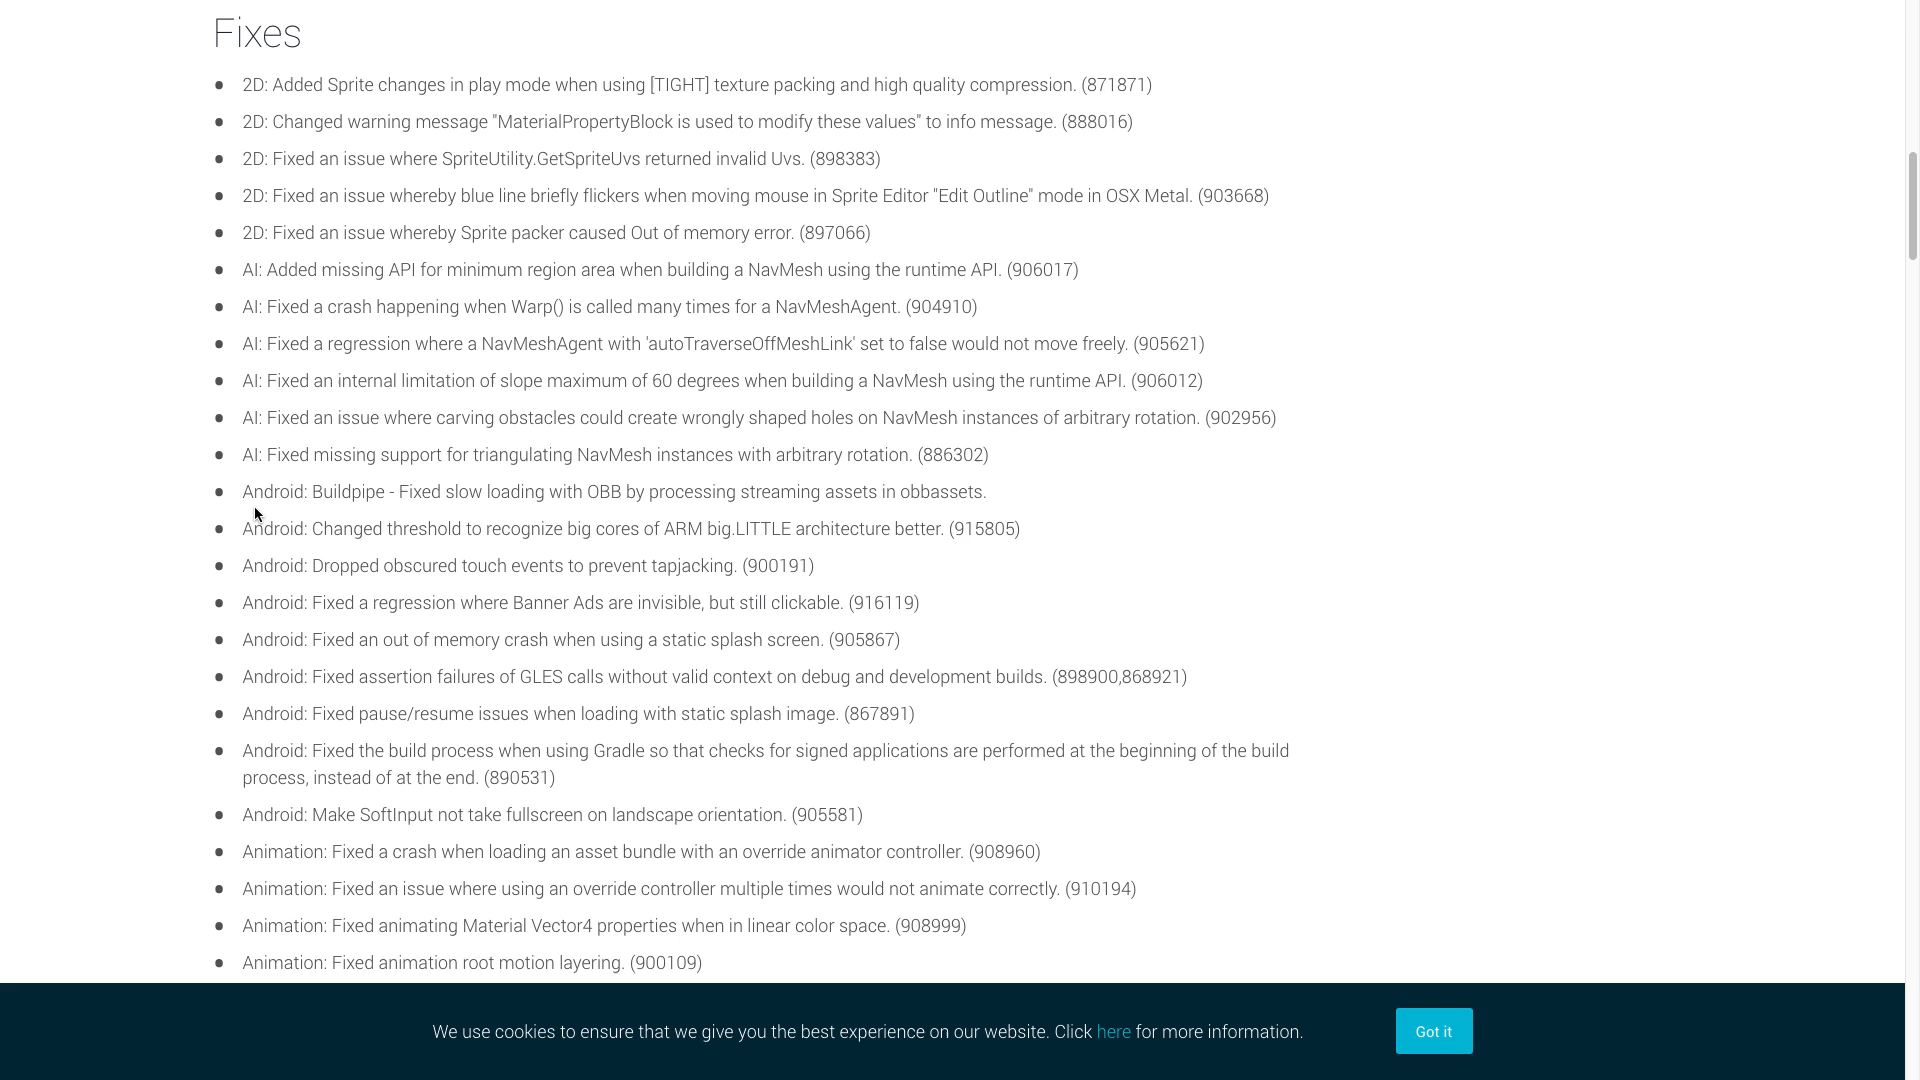 Fixes
2D: Added Sprite changes in play mode when using [TIGHT] texture packing and high quality compression. (871871)
2D: Changed warning message "MaterialPropertyBlock is used to modify these values" to info message. (888016)
2D: Fixed an issue where SpriteUtility.GetSpriteUvs returned invalid Uvs. (898383)
2D: Fixed an issue whereby blue line briefly flickers when moving mouse in Sprite Editor "Edit Outline" mode in OSX Metal. (903668)
2D: Fixed an issue whereby Sprite packer caused Out of memory error. (897066)
AI: Added missing API for minimum region area when building a NavMesh using the runtime API. (906017)
AI: Fixed a crash happening when Warp() is called many times for a NavMeshAgent. (904910)
AI: Fixed a regression where a NavMeshAgent with 'autoTraverseOffMeshLink' set to false would not move freely. (905621)
AI: Fixed an internal limitation of slope maximum of 60 degrees when building a NavMesh using the runtime API. (906012)
AI: Fixed an issue where carving obstacles could create wrongly shaped holes on NavMesh instances of arbitrary rotation. (902956)
AI: Fixed missing support for triangulating NavMesh instances with arbitrary rotation. (886302)
Android: Buildpipe - Fixed slow loading with OBB by processing streaming assets in obbassets.
Android: Changed threshold to recognize big cores of ARM big.LITTLE architecture better. (915805)
Android: Dropped obscured touch events to prevent tapjacking. (900191)
Android: Fixed a regression where Banner Ads are invisible, but still clickable. (916119)
Android: Fixed an out of memory crash when using a static splash screen. (905867)
Android: Fixed assertion failures of GLES calls without valid context on debug and development builds. (898900,868921)
Android: Fixed pause/resume issues when loading with static splash image. (867891)
Android: Fixed the build process when using Gradle so that checks for signed applications are performed at the beginning of the build
process, instead of at the end. (890531)
Android: Make SoftInput not take fullscreen on landscape orientation. (905581)
Animation: Fixed a crash when loading an asset bundle with an override animator controller. (908960)
Animation: Fixed an issue where using an override controller multiple times would not animate correctly. (910194)
Animation: Fixed animating Material Vector4 properties when in linear color space. (908999)
Animation: Fixed animation root motion layering. (900109)
We use cookies to ensure that we give you the best experience on our website. Click here for more information.
Got it